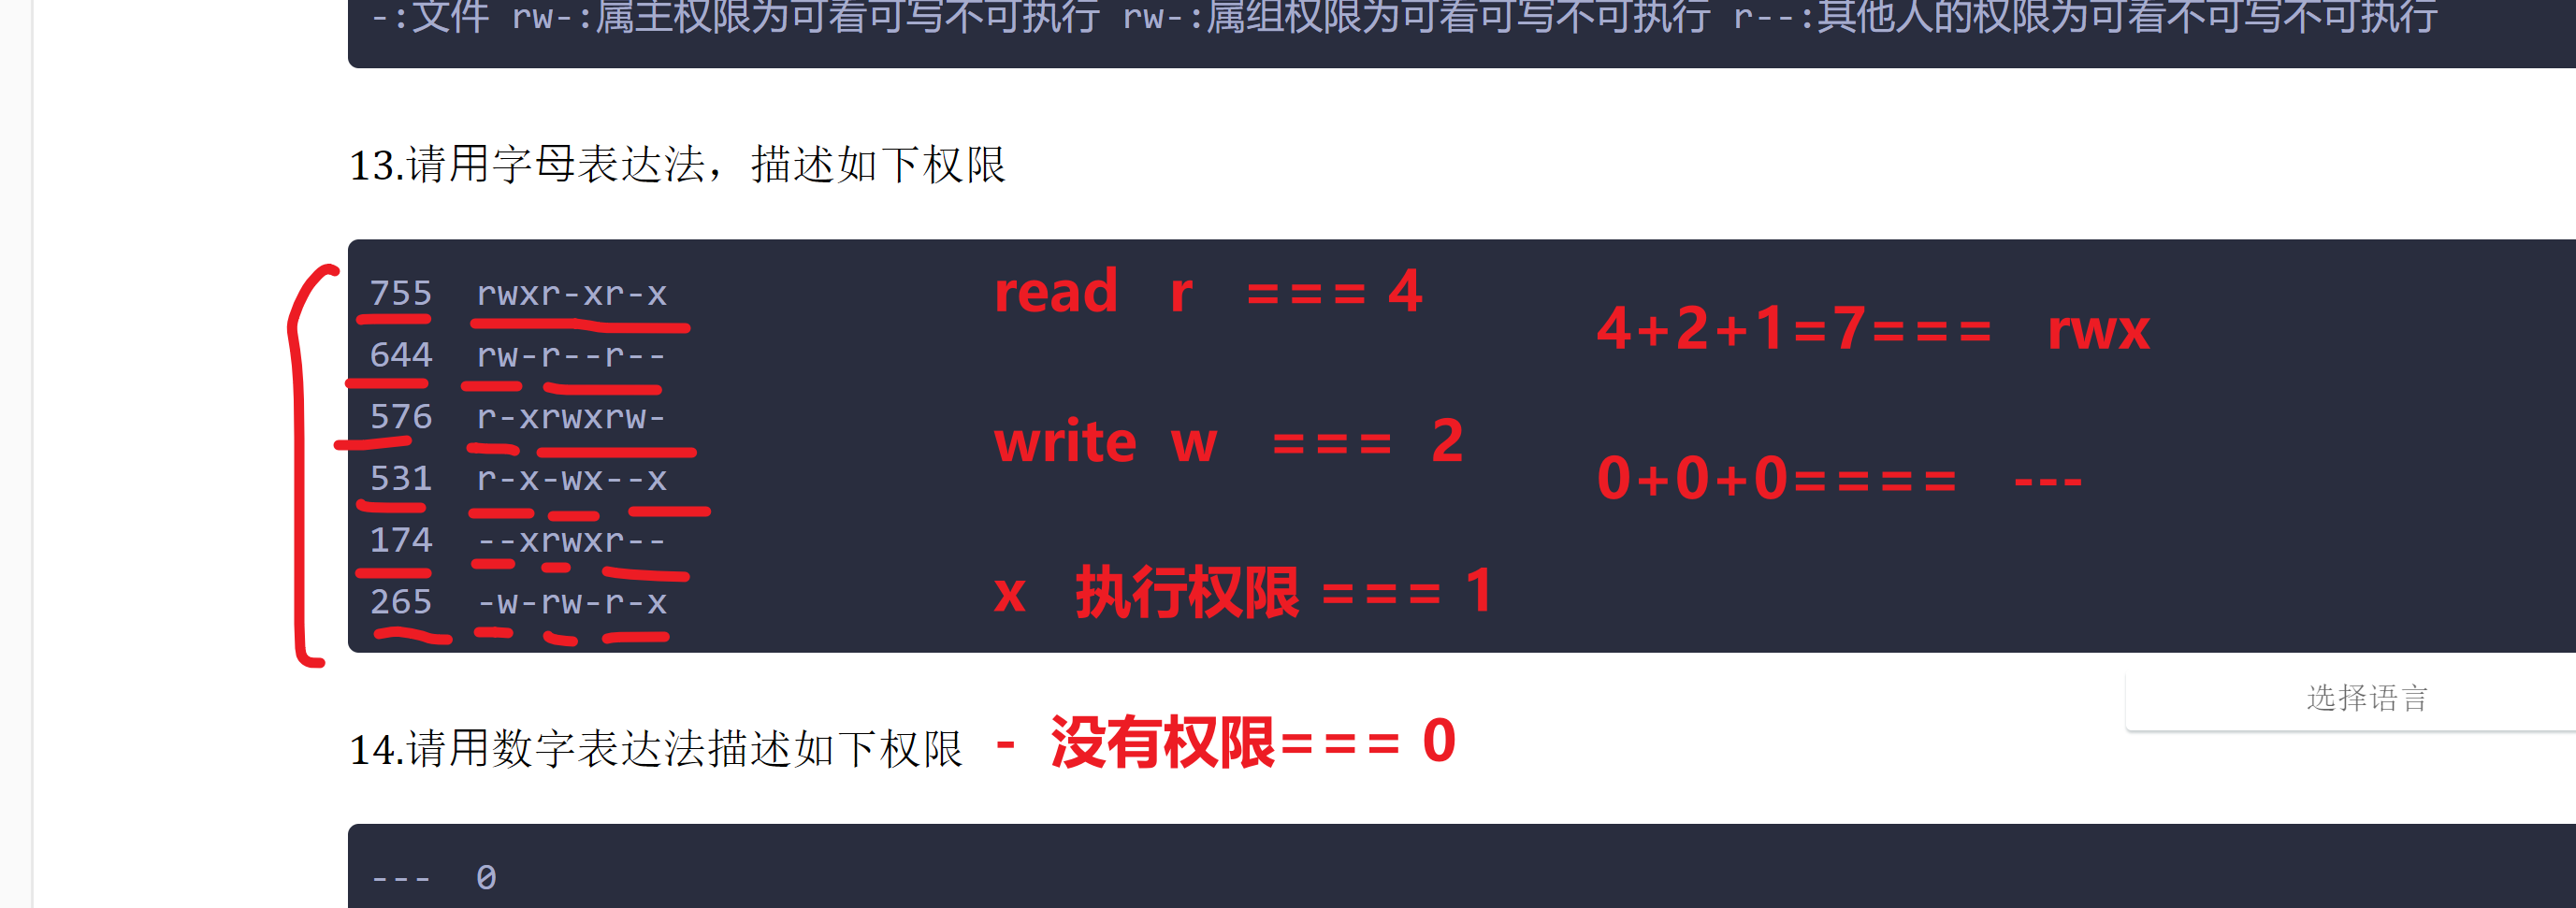 -:文件 rw-:属主权限为可看可写不可执行 rw-:属组权限为可看可写不可执行 r--:其他人的权限为可看不可写不可执行
13.请用字母表达法，描述如下权限
755  rwxr-xr-x
read  r  === 4
4+2+1=7===  rwx
644  rw-r--r--
576  r-xrwxrw-
write  w  ===  2
531  r-x-wx--x
0+0+0====  ---
174  --xrwxr--
265  -w-rw-r-x
x  执行权限 === 1
选择语言
14.请用数字表达法描述如下权限
-  没有权限=== 0
---  0